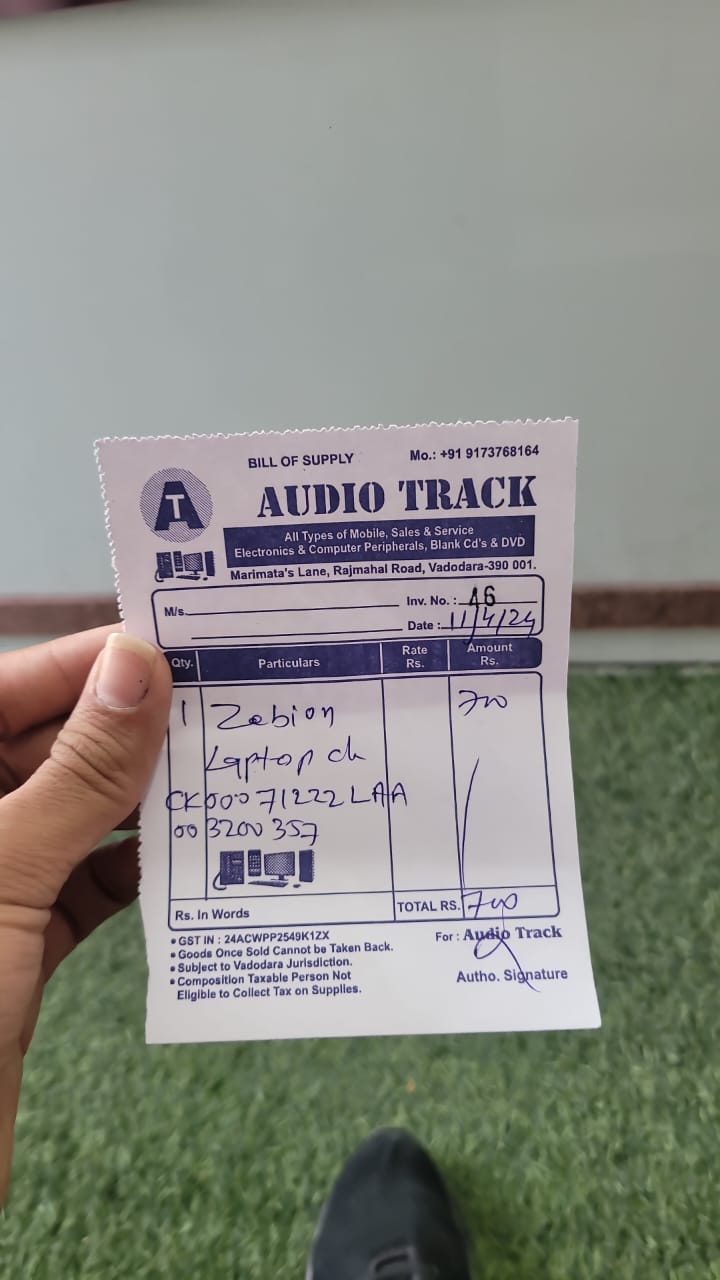 BILL OF SUPPLY
Mo.: +91 9173768164
AT
AUDIO TRACK
All Types of Mobile, Sales & Service
Electronics & Computer Peripherals, Blank Cd's & DVD
Marimata's Lane, Rajmahal Road, Vadodara-390 001.
M/s.
Inv. No. : 46
Date : 11/4/24
Qty. Particulars Rate Rs. Amount Rs.
1 Zebion 700
Laptop ch
CK00071222LAA
003200357
Rs. In Words
TOTAL RS. 700
• GST IN : 24ACWPP2549K1ZX
• Goods Once Sold Cannot be Taken Back.
• Subject to Vadodara Jurisdiction.
• Composition Taxable Person Not
Eligible to Collect Tax on Supplies.
For : Audio Track
Autho. Signature